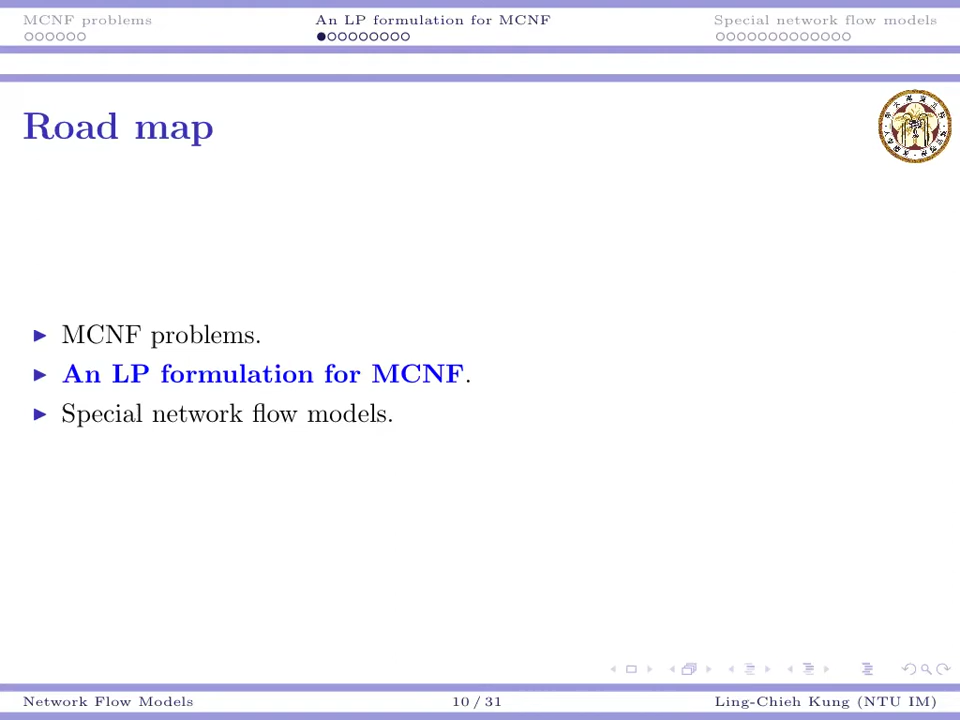 MCNF problems
An LP formulation for MCNF
Special network flow models
Road map
MCNF problems.
An LP formulation for MCNF.
Special network flow models.
Network Flow Models
10 / 31
Ling-Chieh Kung (NTU IM)